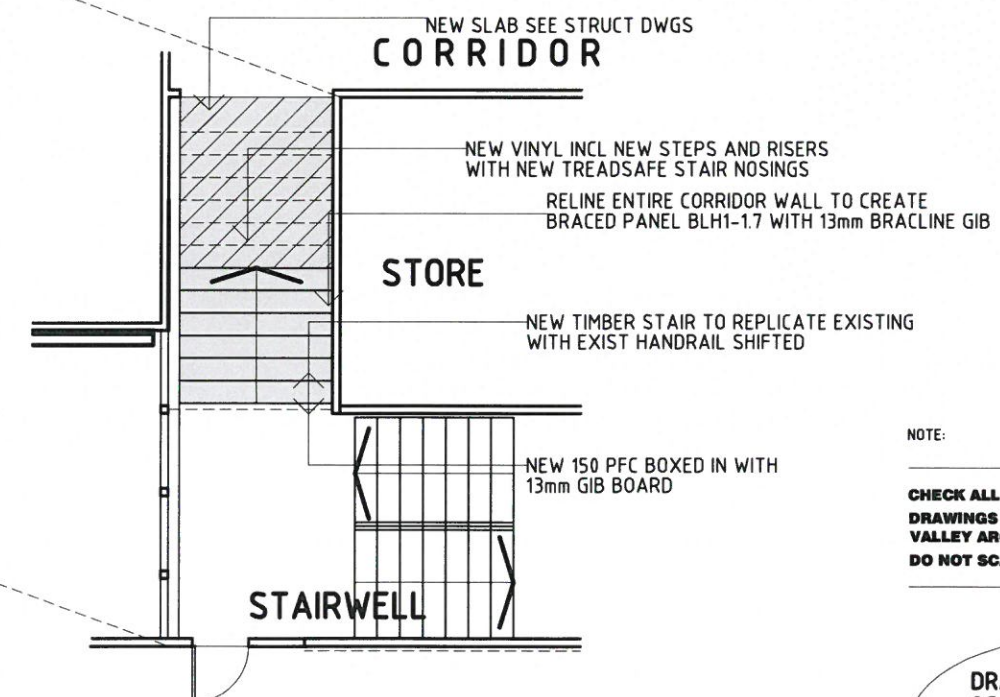 NEW SLAB SEE STRUCT DWGS
CORRIDOR
NEW VINYL INCL NEW STEPS AND RISERS
WITH NEW TREADSAFE STAIR NOSINGS
RELINE ENTIRE CORRIDOR WALL TO CREATE
BRACED PANEL BLH1-1.7 WITH 13mm BRACLINE GIB
STORE
NEW TIMBER STAIR TO REPLICATE EXISTING
WITH EXIST HANDRAIL SHIFTED
NOTE:
NEW 150 PFC BOXED IN WITH
13mm GIB BOARD
CHECK ALL
DRAWINGS
VALLEY AR
DO NOT SC
STAIRWELL
DR